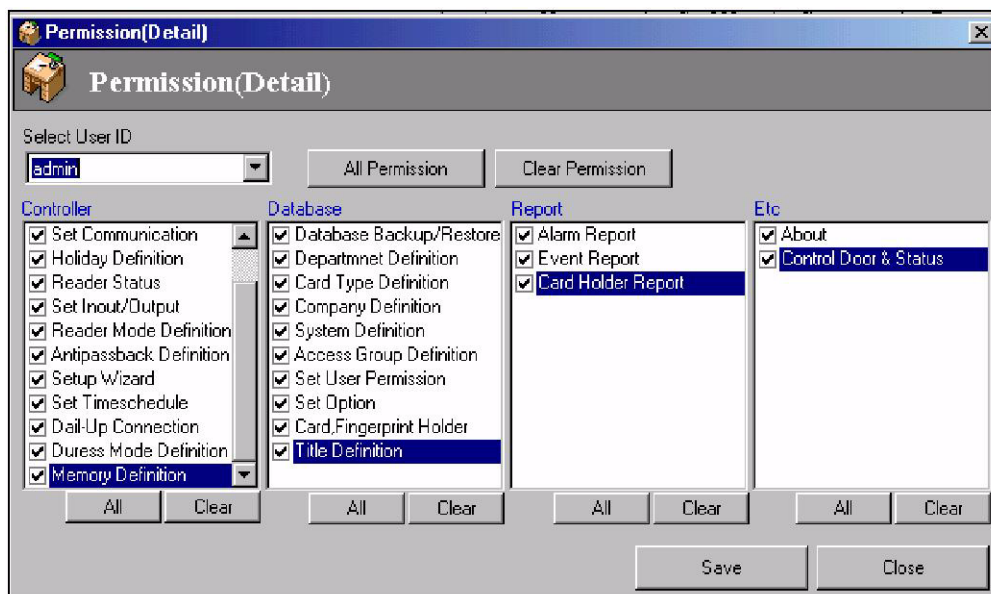 Permission(Detail)
Permission(Detail)
Select User ID
admin
All Permission
Clear Permission
Controller
Set Communication
Holiday Definition
Reader Status
Set Inout/Output
Reader Mode Definition
Antipassback Definition
Setup Wizard
Set Timeschedule
Dail-Up Connection
Duress Mode Definition
Memory Definition
All
Clear
Database
Database Backup/Restore
Departmnet Definition
Card Type Definition
Company Definition
System Definition
Access Group Definition
Set User Permission
Set Option
Card,Fingerprint Holder
Title Definition
All
Clear
Report
Alarm Report
Event Report
Card Holder Report
All
Clear
Etc
About
Control Door & Status
All
Clear
Save
Close